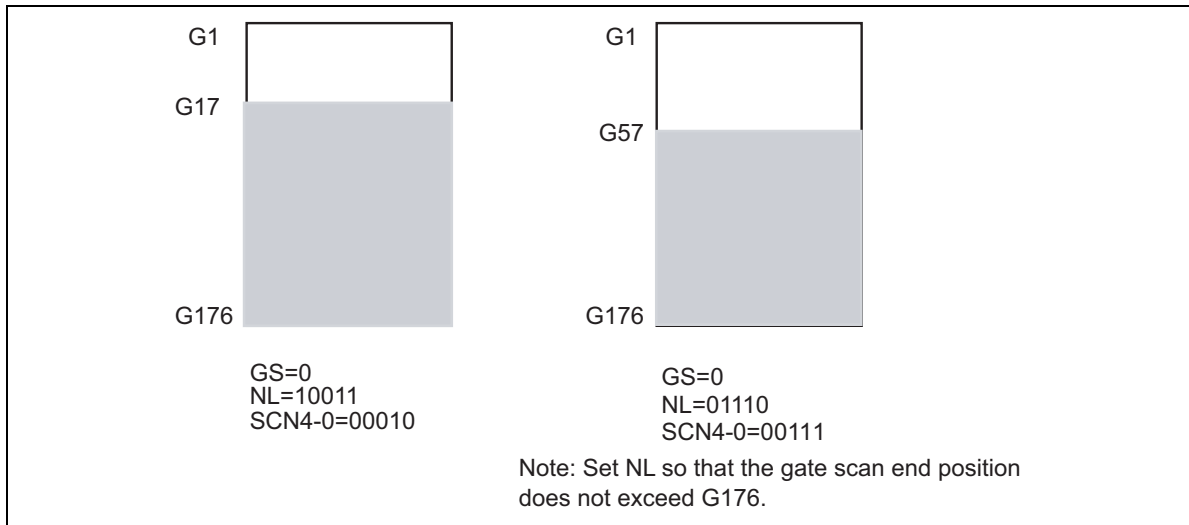 G1
G17
G176
GS=0
NL=10011
SCN4-0=00010
G1
G57
G176
GS=0
NL=01110
SCN4-0=00111
Note: Set NL so that the gate scan end position
does not exceed G176.